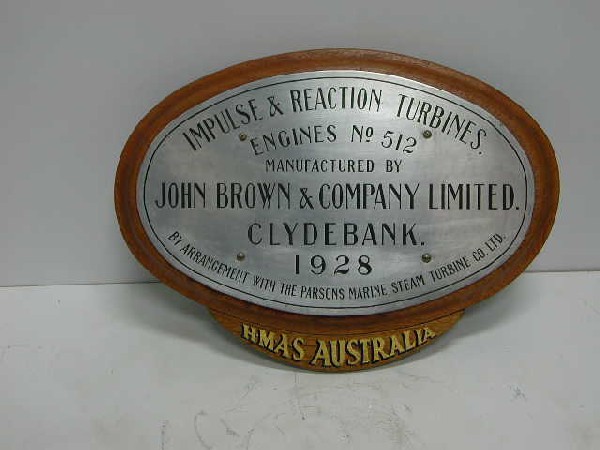 IMPULSE & REACTION TURBINES.
ENGINES No 512
MANUFACTURED BY
JOHN BROWN & COMPANY LIMITED.
CLYDEBANK.
1928
BY ARRANGEMENT WITH THE PARSONS MARINE STEAM TURBINE CO. LTD.
HMAS AUSTRALIA